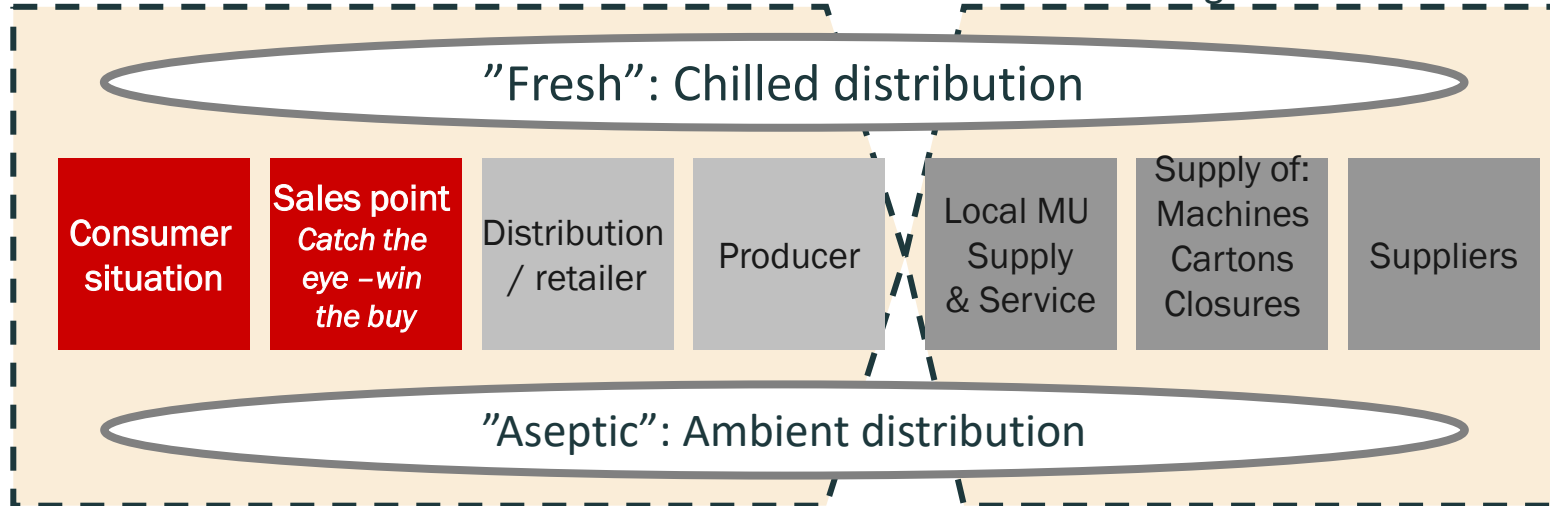 ”Fresh”: Chilled distribution
Consumer
situation
Sales point
Catch the
eye –win
the buy
Distribution
/ retailer
Producer
Local MU
Supply
& Service
Supply of:
Machines
Cartons
Closures
Suppliers
”Aseptic”: Ambient distribution